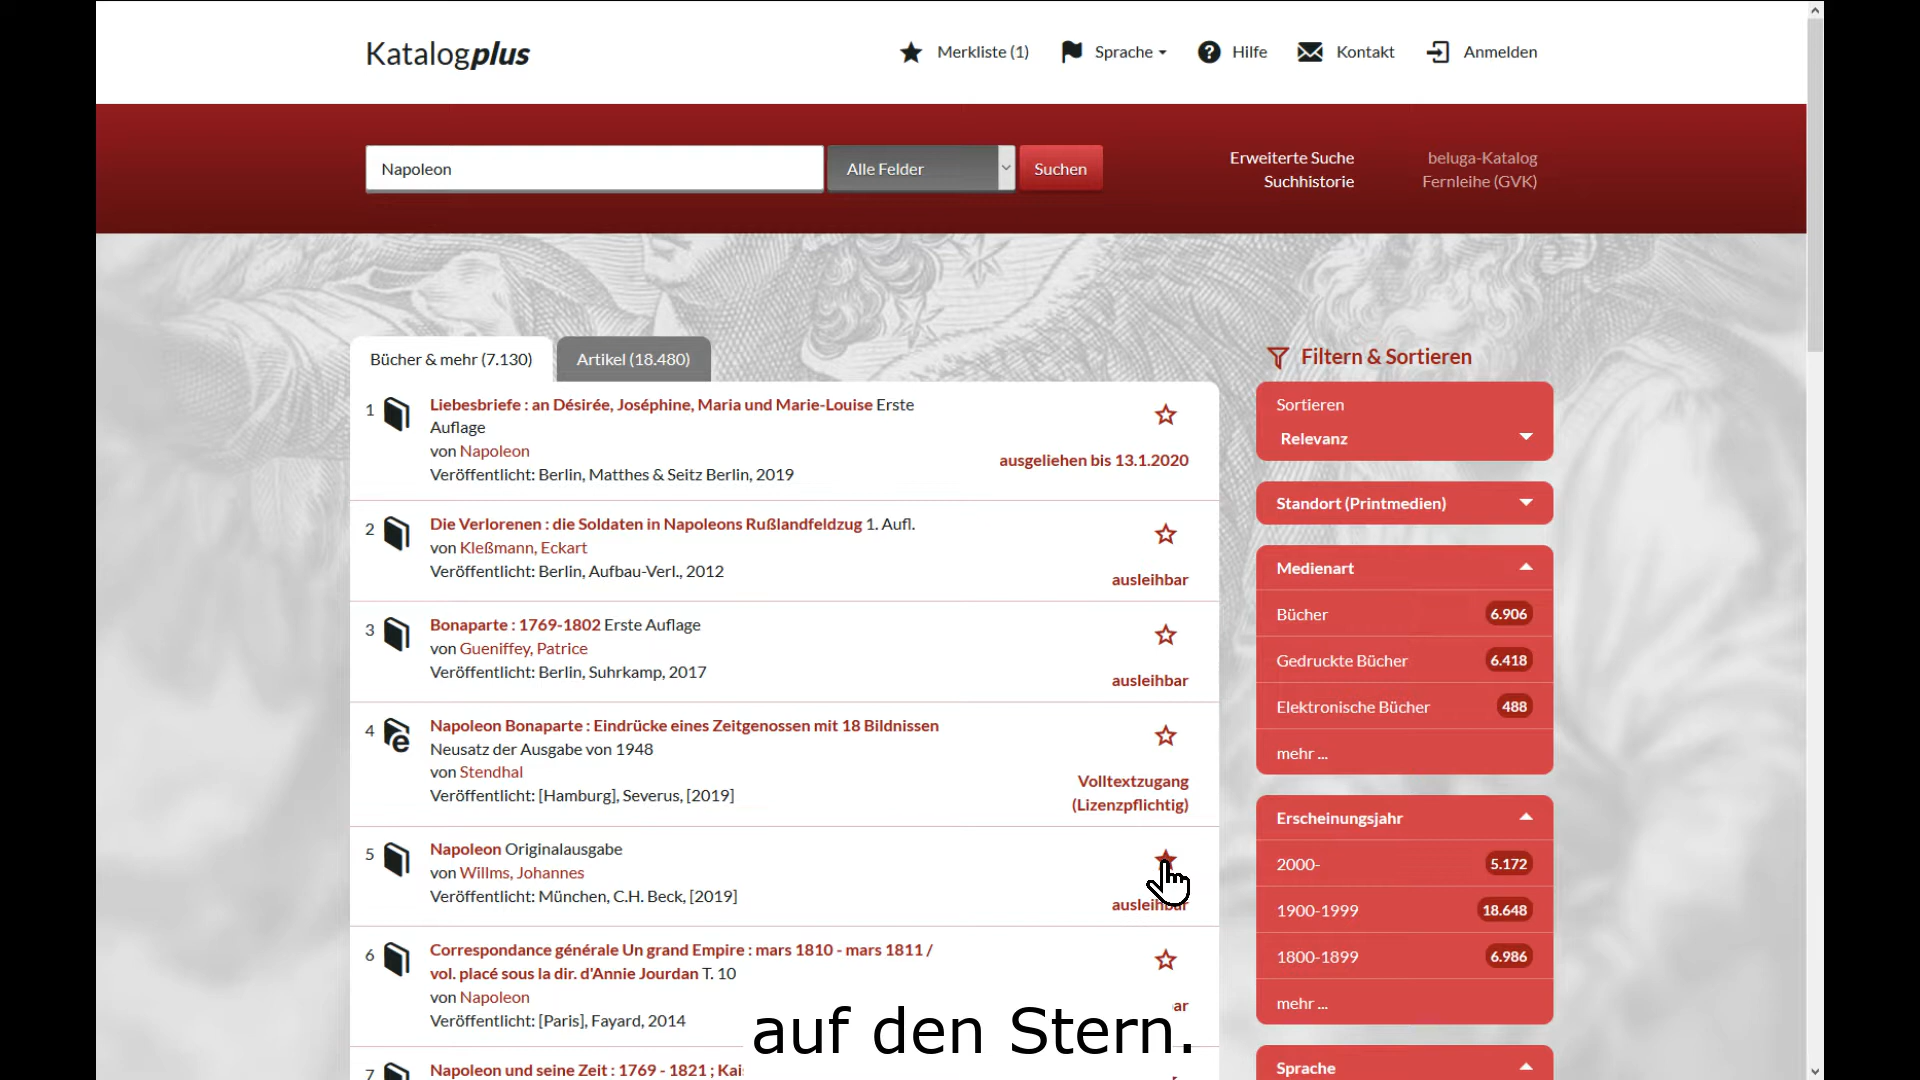 Katalogplus
Merkliste (1)
Sprache
Hilfe
Kontakt
Anmelden
Napoleon
Alle Felder
Suchen
Erweiterte Suche
Suchhistorie
beluga-Katalog
Fernleihe (GVK)
Bücher & mehr (7.130)
Artikel (18.480)
1
Liebesbriefe : an Désirée, Joséphine, Maria und Marie-Louise Erste
Auflage
von Napoleon
Veröffentlicht: Berlin, Matthes & Seitz Berlin, 2019
ausgeliehen bis 13.1.2020
2
Die Verlorenen : die Soldaten in Napoleons Rußlandfeldzug 1. Aufl.
von Kleßmann, Eckart
Veröffentlicht: Berlin, Aufbau-Verl., 2012
ausleihbar
3
Bonaparte : 1769-1802 Erste Auflage
von Gueniffey, Patrice
Veröffentlicht: Berlin, Suhrkamp, 2017
ausleihbar
4
e
Napoleon Bonaparte : Eindrücke eines Zeitgenossen mit 18 Bildnissen
Neusatz der Ausgabe von 1948
von Stendhal
Veröffentlicht: [Hamburg], Severus, [2019]
Volltextzugang
(Lizenzpflichtig)
5
Napoleon Originalausgabe
von Willms, Johannes
Veröffentlicht: München, C.H. Beck, [2019]
ausleihbar
6
Correspondance générale Un grand Empire : mars 1810 - mars 1811 /
vol. placé sous la dir. d'Annie Jourdan T. 10
von Napoleon
Veröffentlicht: [Paris], Fayard, 2014
ar
7
Napoleon und seine Zeit : 1769 - 1821 ; Kai
Filtern & Sortieren
Sortieren
Relevanz
Standort (Printmedien)
Medienart
Bücher 6.906
Gedruckte Bücher 6.418
Elektronische Bücher 488
mehr ...
Erscheinungsjahr
2000- 5.172
1900-1999 18.648
1800-1899 6.986
mehr ...
Sprache
auf den Stern.